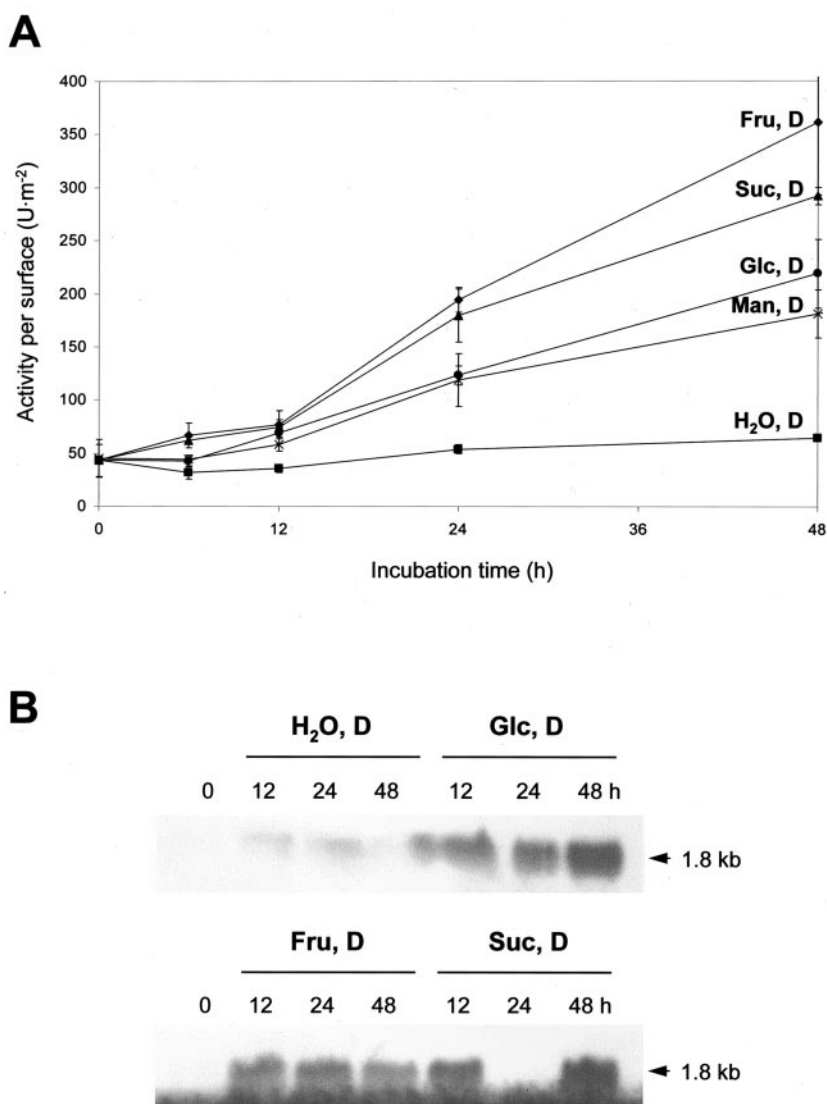 A
400
350
300
250
200
150
100
50
0
Activity per surface (U·m⁻²)
Fru, D
Suc, D
Glc, D
Man, D
H₂O, D
0 12 24 36 48
Incubation time (h)
B
H₂O, D Glc, D
0 12 24 48 12 24 48 h
1.8 kb
Fru, D Suc, D
0 12 24 48 12 24 48 h
1.8 kb